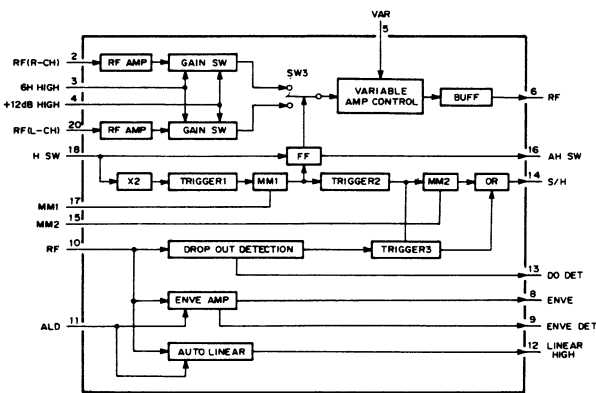 VAR
5
RF(R-CH) 2 RF AMP GAIN SW
6H HIGH 3
SW3
VARIABLE AMP CONTROL BUFF 6 RF
+12dB HIGH 4
RF(L-CH) 20 RF AMP GAIN SW
H SW 18 FF 16 AH SW
X2 TRIGGER1 MM1 TRIGGER2 MM2 OR 14 S/H
MM1 17
MM2 15
RF 10 DROP OUT DETECTION TRIGGER3
13 DO DET
ENVE AMP 8 ENVE
ALD 11 9 ENVE DET
AUTO LINEAR 12 LINEAR HIGH